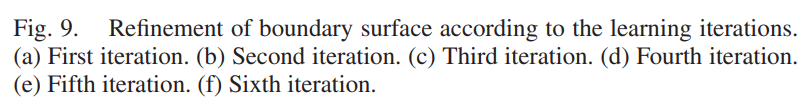 Fig. 9. Refinement of boundary surface according to the learning iterations.
(a) First iteration. (b) Second iteration. (c) Third iteration. (d) Fourth iteration.
(e) Fifth iteration. (f) Sixth iteration.